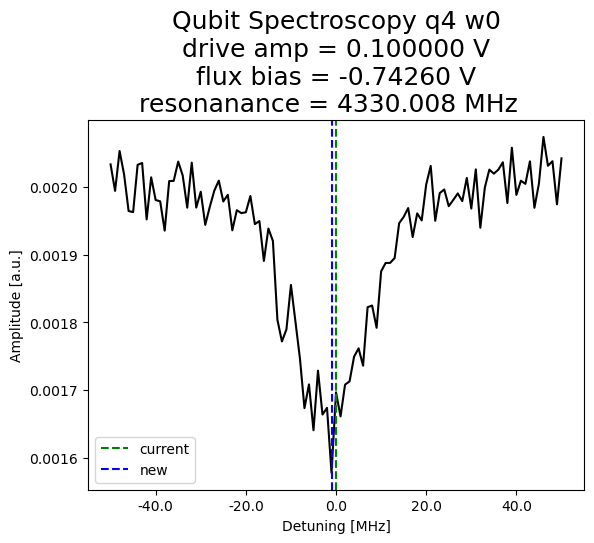 Qubit Spectroscopy q4 w0
drive amp = 0.100000 V
flux bias = -0.74260 V
resonanance = 4330.008 MHz
0.0020
0.0019
0.0018
0.0017
0.0016
Amplitude [a.u.]
current
new
-40.0 -20.0 0.0 20.0 40.0
Detuning [MHz]